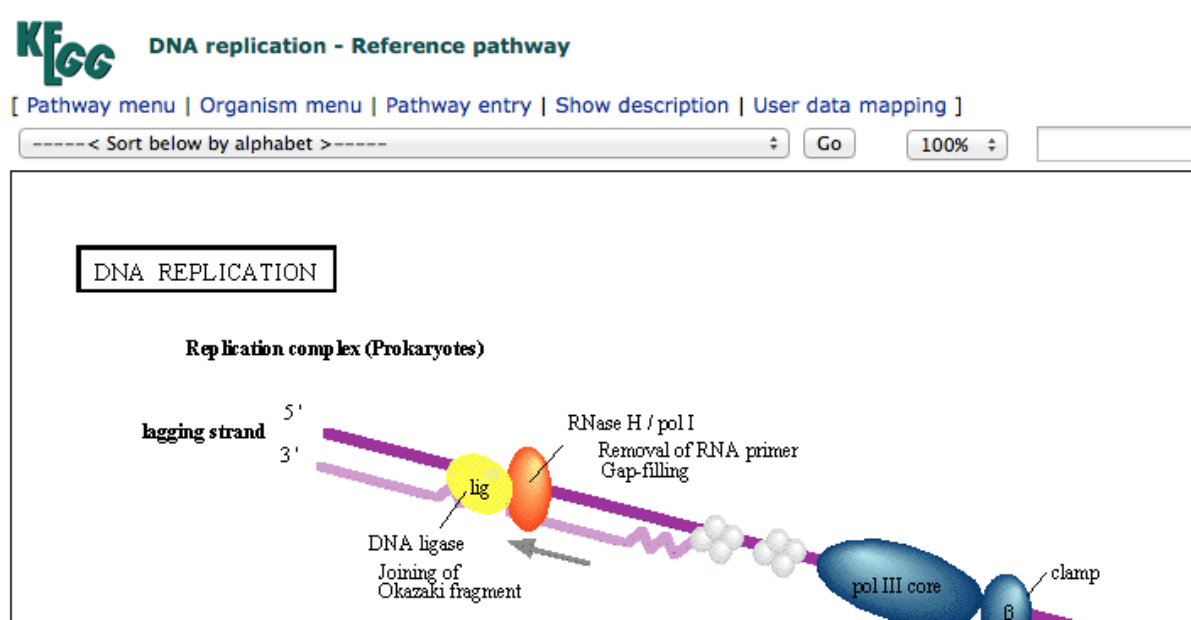 KEGG DNA replication - Reference pathway
[ Pathway menu | Organism menu | Pathway entry | Show description | User data mapping ]
-----< Sort below by alphabet >----- Go 100%
DNA REPLICATION
Replication complex (Prokaryotes)
lagging strand
5'
3'
RNase H / pol I
Removal of RNA primer
Gap-filling
lig
DNA ligase
Joining of
Okazaki fragment
pol III core
clamp
β